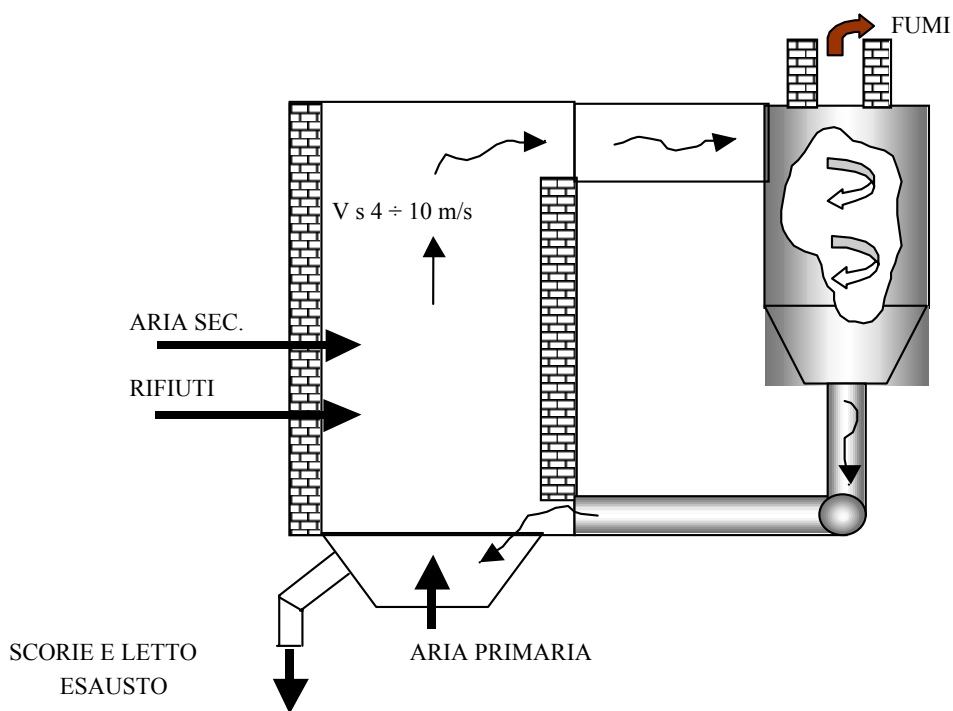 FUMI
V s 4 ÷ 10 m/s
ARIA SEC.
RIFIUTI
SCORIE E LETTO
ESAUSTO
ARIA PRIMARIA